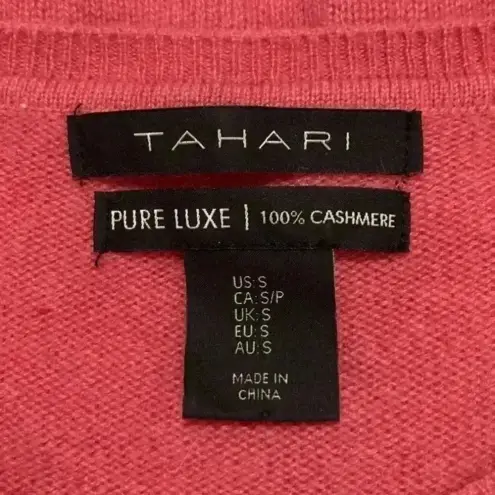 TAHARI
PURE LUXE | 100% CASHMERE
US:S
CA:S/P
UK:S
EU:S
AU:S
MADE IN
CHINA